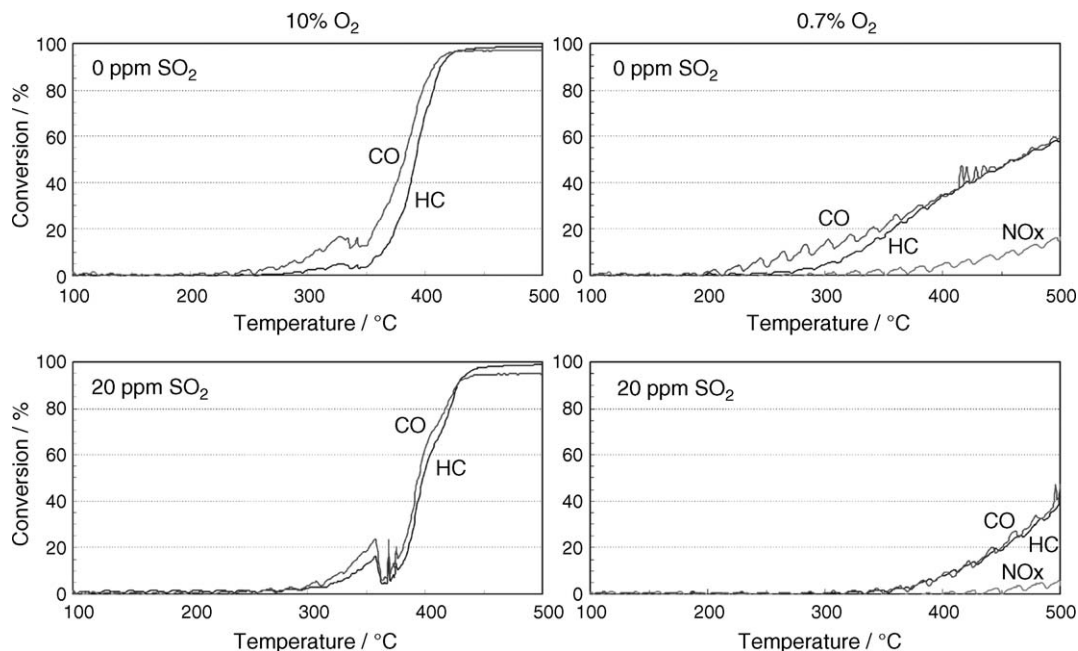 10% O₂
0.7% O₂
100
80
60
40
20
0
Conversion / %
0 ppm SO₂
CO
HC
100 200 300 400 500
Temperature / °C
100
80
60
40
20
0
Conversion / %
0 ppm SO₂
CO
HC
NOx
100 200 300 400 500
Temperature / °C
100
80
60
40
20
0
Conversion / %
20 ppm SO₂
CO
HC
100 200 300 400 500
Temperature / °C
100
80
60
40
20
0
20 ppm SO₂
CO
HC
NOx
100 200 300 400 500
Temperature / °C